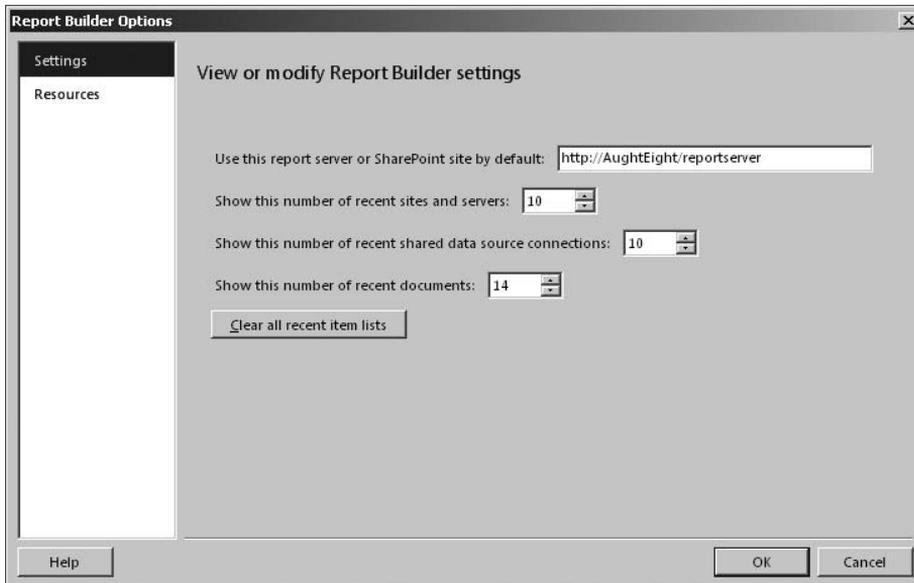 Report Builder Options
Settings
Resources
View or modify Report Builder settings
Use this report server or SharePoint site by default: http://AughtEight/reportserver
Show this number of recent sites and servers: 10
Show this number of recent shared data source connections: 10
Show this number of recent documents: 14
Clear all recent item lists
Help
OK
Cancel